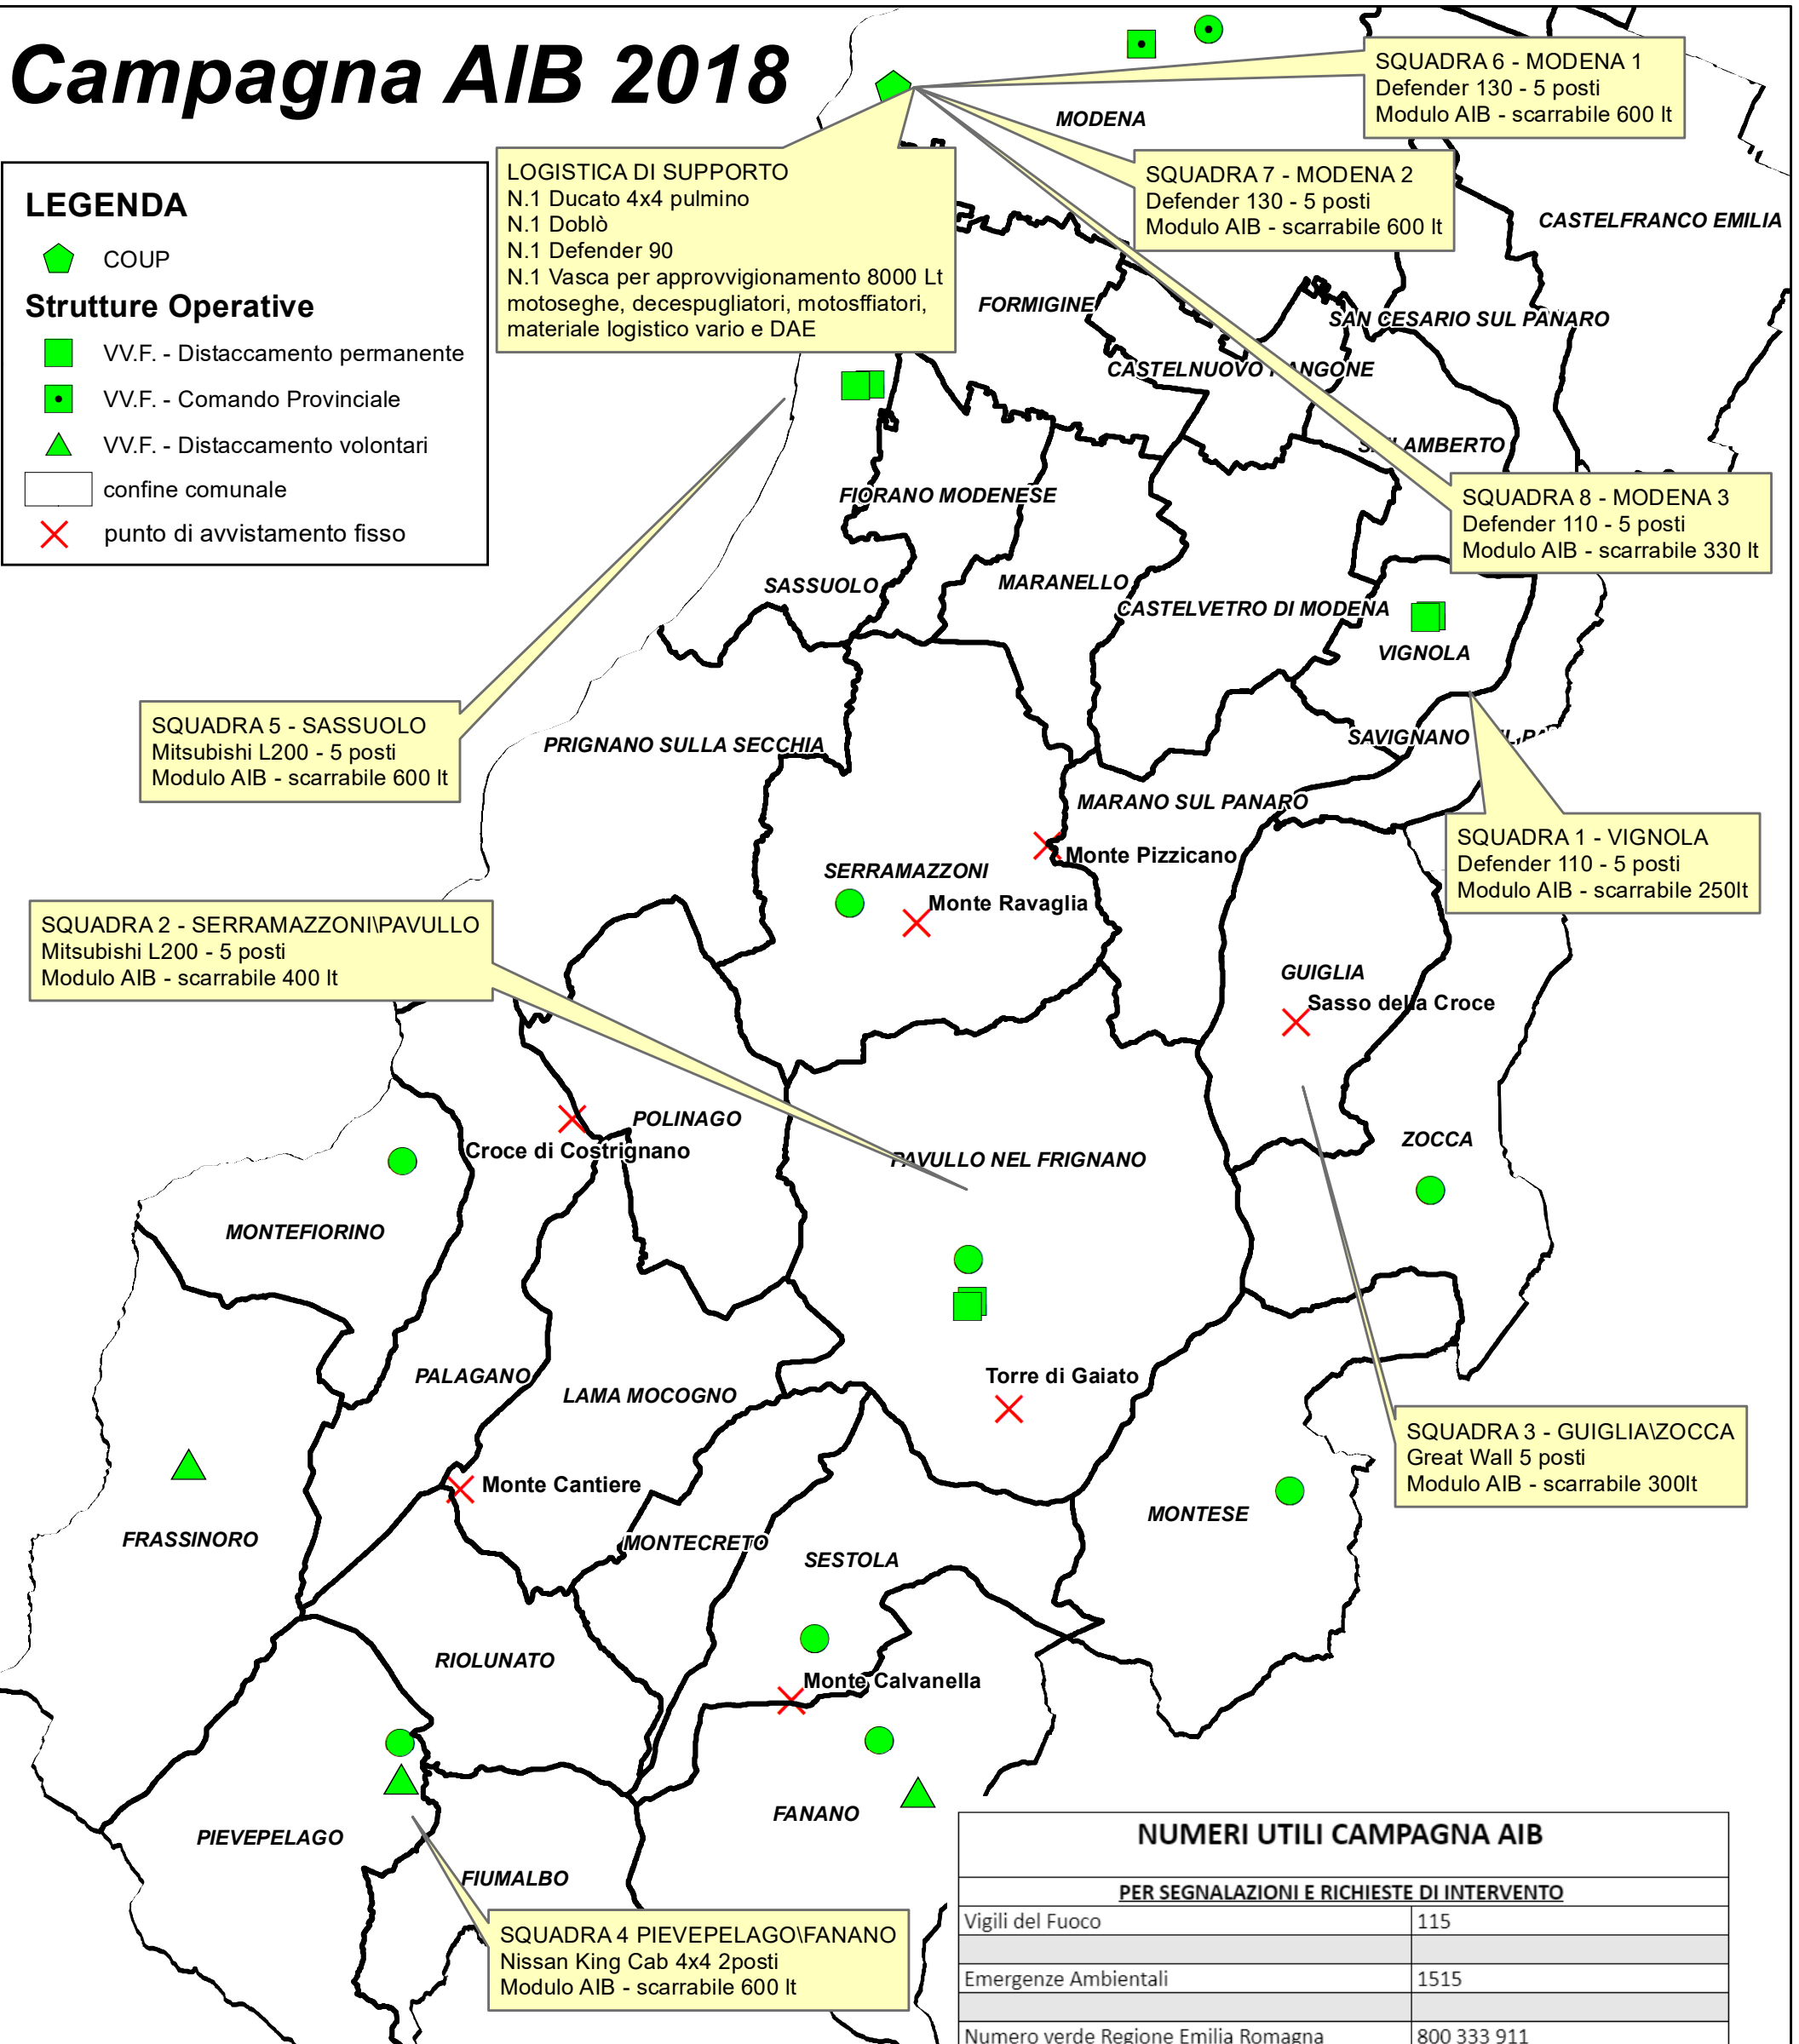 Campagna AIB 2018
LEGENDA
COUP
Strutture Operative
VV.F. - Distaccamento permanente
VV.F. - Comando Provinciale
VV.F. - Distaccamento volontari
confine comunale
punto di avvistamento fisso
LOGISTICA DI SUPPORTO
N.1 Ducato 4x4 pulmino
N.1 Doblò
N.1 Defender 90
N.1 Vasca per approvvigionamento 8000 Lt
motoseghe, decespugliatori, motosffiatori,
materiale logistico vario e DAE
MODENA
SQUADRA 6 - MODENA 1
Defender 130 - 5 posti
Modulo AIB - scarrabile 600 lt
SQUADRA 7 - MODENA 2
Defender 130 - 5 posti
Modulo AIB - scarrabile 600 lt
CASTELFRANCO EMILIA
FORMIGINE
SAN CESARIO SUL PANARO
CASTELNUOVO RANGONE
LAMBERTO
SQUADRA 8 - MODENA 3
Defender 110 - 5 posti
Modulo AIB - scarrabile 330 lt
FIORANO MODENESE
SASSUOLO
MARANELLO
CASTELVETRO DI MODENA
VIGNOLA
SQUADRA 5 - SASSUOLO
Mitsubishi L200 - 5 posti
Modulo AIB - scarrabile 600 lt
PRIGNANO SULLA SECCHIA
SAVIGNANO
MARANO SUL PANARO
SQUADRA 1 - VIGNOLA
Defender 110 - 5 posti
Modulo AIB - scarrabile 250lt
Monte Pizzicano
SERRAMAZZONI
Monte Ravaglia
SQUADRA 2 - SERRAMAZZONI\PAVULLO
Mitsubishi L200 - 5 posti
Modulo AIB - scarrabile 400 lt
GUIGLIA
Sasso della Croce
POLINAGO
Croce di Costrignano
PAVULLO NEL FRIGNANO
ZOCCA
MONTEFIORINO
PALAGANO
LAMA MOCOGNO
Torre di Gaiato
SQUADRA 3 - GUIGLIA\ZOCCA
Great Wall 5 posti
Modulo AIB - scarrabile 300lt
Monte Cantiere
MONTESE
FRASSINORO
MONTECRETO
SESTOLA
RIOLUNATO
Monte Calvanella
FANANO
PIEVEPELAGO
FIUMALBO
SQUADRA 4 PIEVEPELAGO\FANANO
Nissan King Cab 4x4 2posti
Modulo AIB - scarrabile 600 lt
NUMERI UTILI CAMPAGNA AIB
PER SEGNALAZIONI E RICHIESTE DI INTERVENTO
Vigili del Fuoco 115
Emergenze Ambientali 1515
Numero verde Regione Emilia Romagna 800 333 911